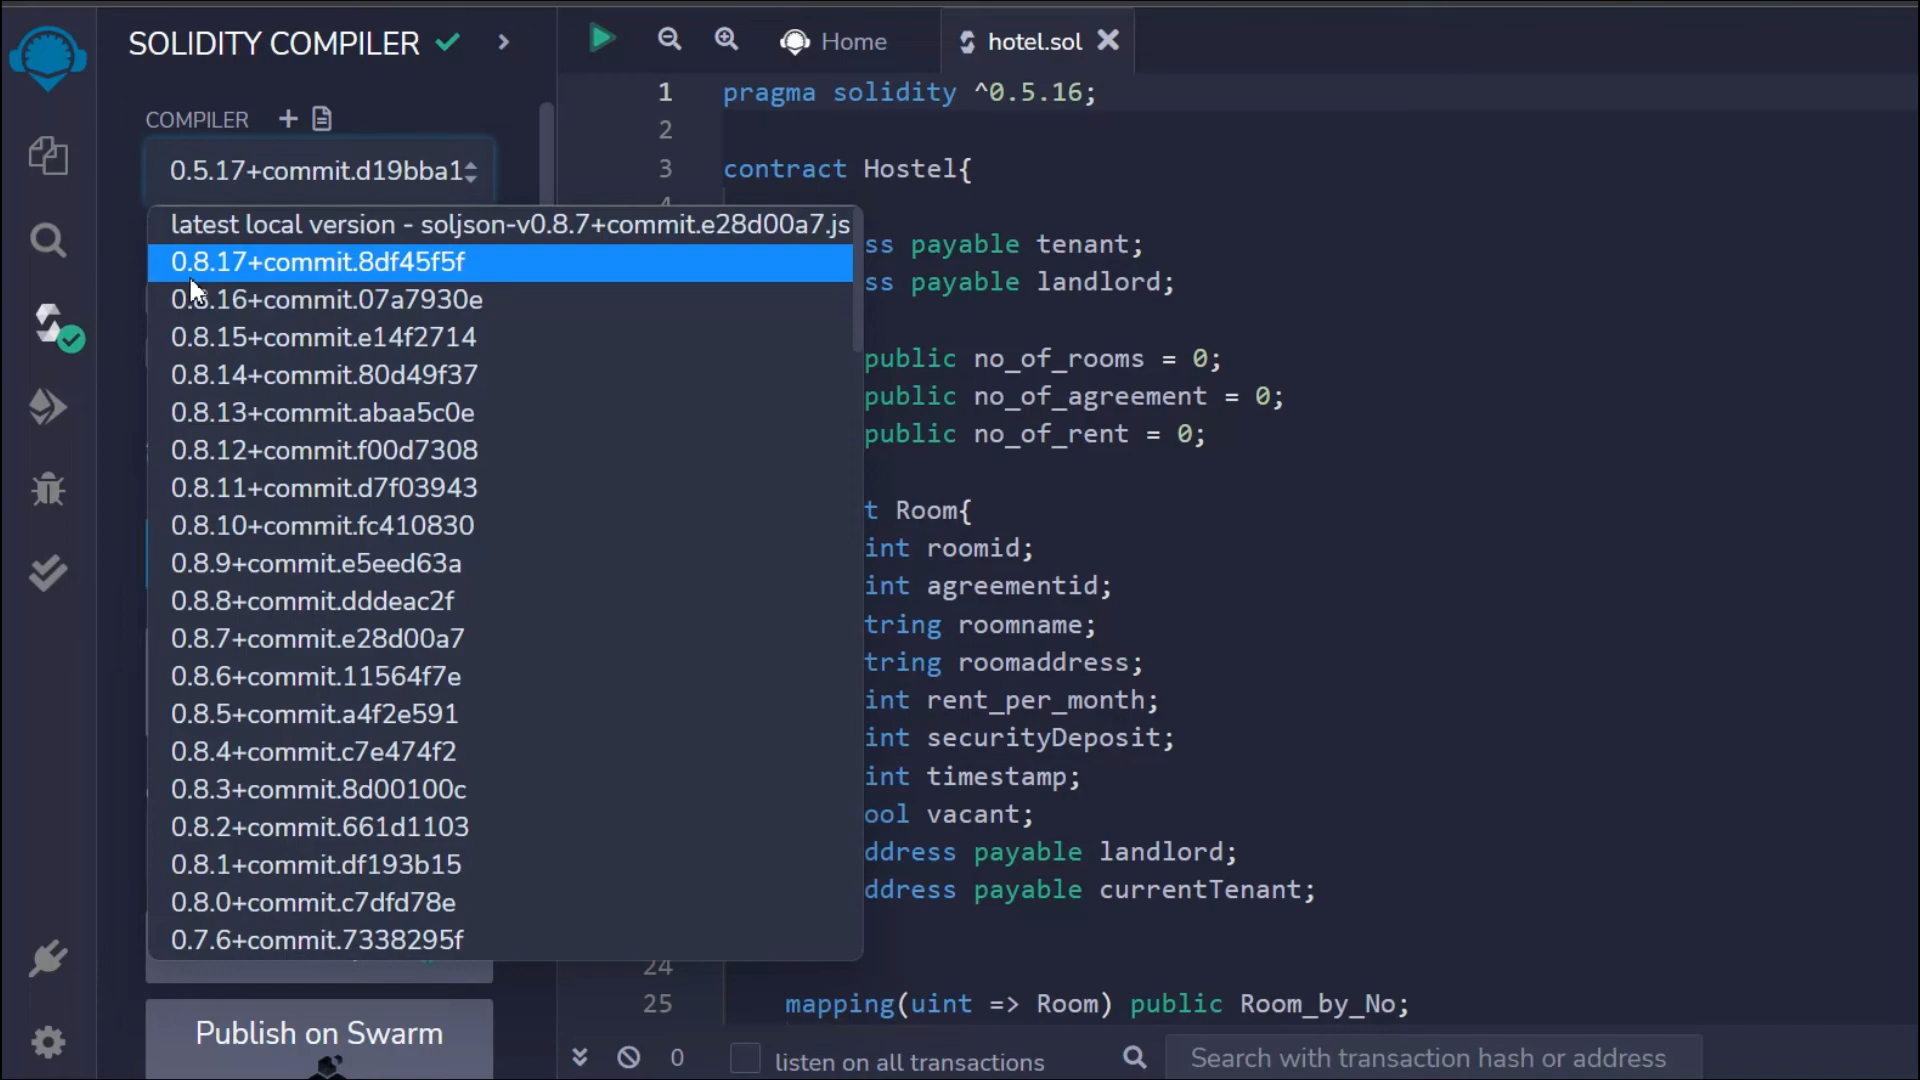 SOLIDITY COMPILER
COMPILER
0.5.17+commit.d19bba1
latest local version - soljson-v0.8.7+commit.e28d00a7.js
0.8.17+commit.8df45f5f
0.8.16+commit.07a7930e
0.8.15+commit.e14f2714
0.8.14+commit.80d49f37
0.8.13+commit.abaa5c0e
0.8.12+commit.f00d7308
0.8.11+commit.d7f03943
0.8.10+commit.fc410830
0.8.9+commit.e5eed63a
0.8.8+commit.dddeac2f
0.8.7+commit.e28d00a7
0.8.6+commit.11564f7e
0.8.5+commit.a4f2e591
0.8.4+commit.c7e474f2
0.8.3+commit.8d00100c
0.8.2+commit.661d1103
0.8.1+commit.df193b15
0.8.0+commit.c7dfd78e
0.7.6+commit.7338295f
Publish on Swarm
Home
hotel.sol
1 pragma solidity ^0.5.16;
2
3 contract Hostel{
ss payable tenant;
ss payable landlord;
public no_of_rooms = 0;
public no_of_agreement = 0;
public no_of_rent = 0;
t Room{
int roomid;
int agreementid;
tring roomname;
tring roomaddress;
int rent_per_month;
int securityDeposit;
int timestamp;
ool vacant;
ddress payable landlord;
ddress payable currentTenant;
24
25 mapping(uint => Room) public Room_by_No;
0
listen on all transactions
Search with transaction hash or address